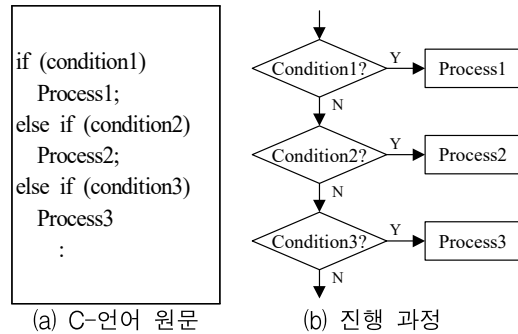 if (condition1)
Process1;
else if (condition2)
Process2;
else if (condition3)
Process3
:
(a) C-언어 원문
Condition1?
Y
Process1
N
Condition2?
Y
Process2
N
Condition3?
Y
Process3
N
(b) 진행 과정